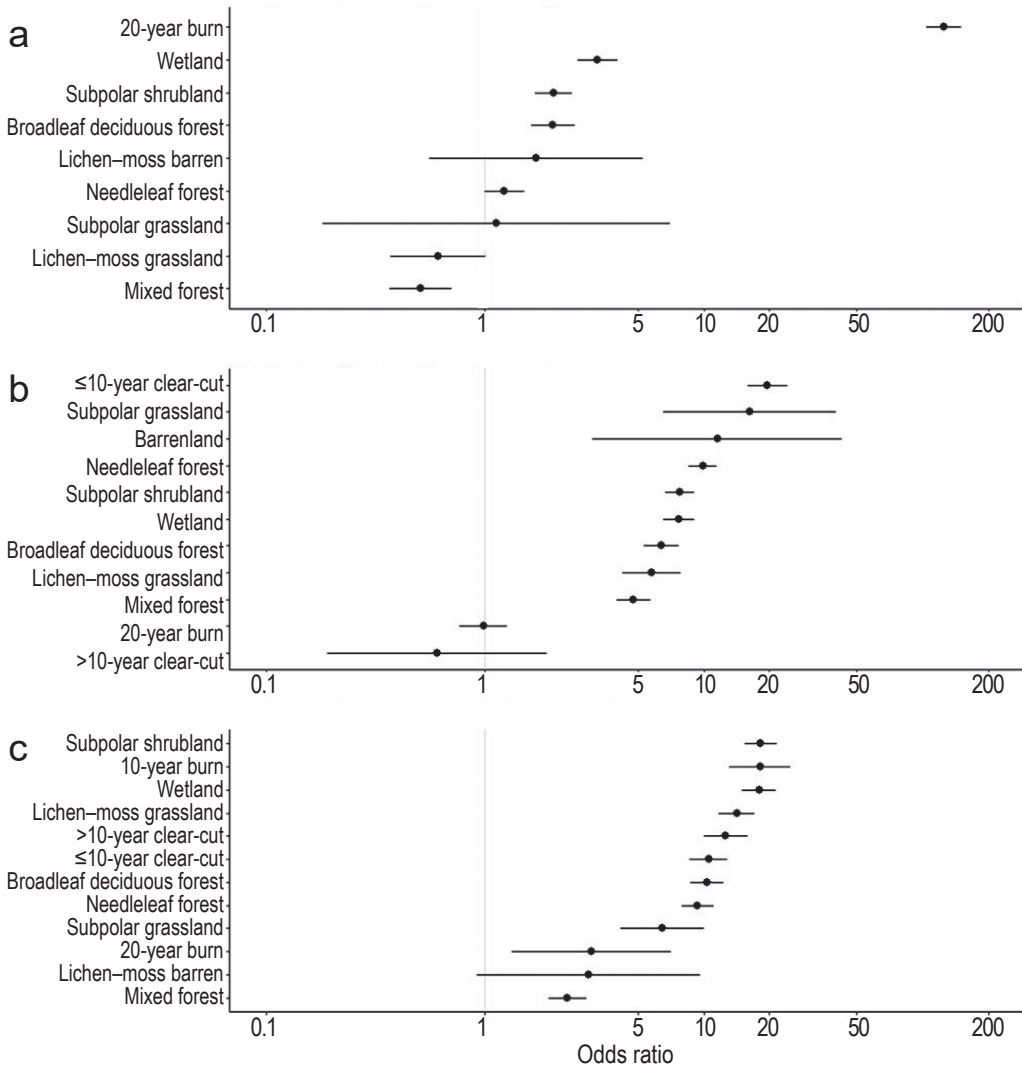 a
20-year burn
Wetland
Subpolar shrubland
Broadleaf deciduous forest
Lichen–moss barren
Needleleaf forest
Subpolar grassland
Lichen–moss grassland
Mixed forest
0.1 1 5 10 20 50 200
b
≤10-year clear-cut
Subpolar grassland
Barrenland
Needleleaf forest
Subpolar shrubland
Wetland
Broadleaf deciduous forest
Lichen–moss grassland
Mixed forest
20-year burn
>10-year clear-cut
0.1 1 5 10 20 50 200
c
Subpolar shrubland
10-year burn
Wetland
Lichen–moss grassland
>10-year clear-cut
≤10-year clear-cut
Broadleaf deciduous forest
Needleleaf forest
Subpolar grassland
20-year burn
Lichen–moss barren
Mixed forest
0.1 1 5 10 20 50 200
Odds ratio